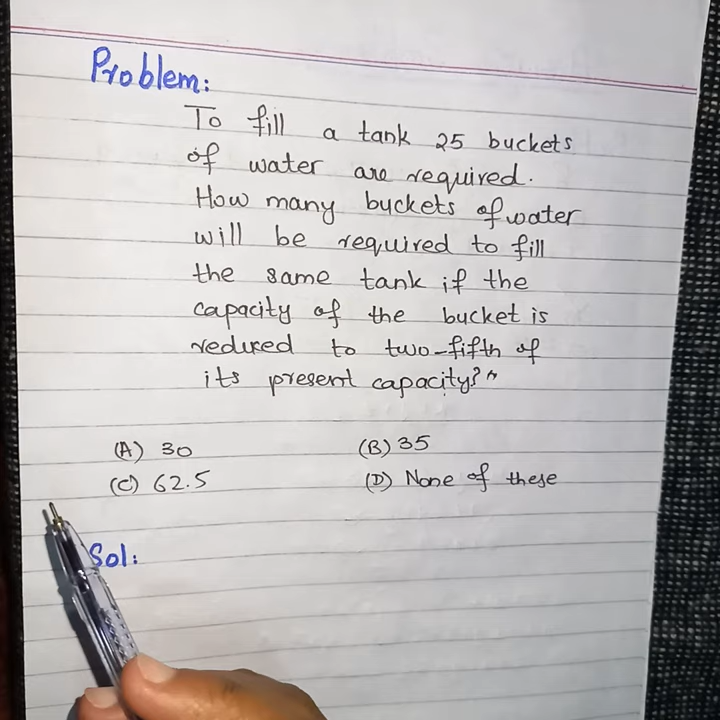 Problem:
To fill a tank 25 buckets
of water are required.
How many buckets of water
will be required to fill
the same tank if the
capacity of the bucket is
reduced to two-fifth of
its present capacity?
(A) 30 (B) 35
(C) 62.5 (D) None of these
Sol: